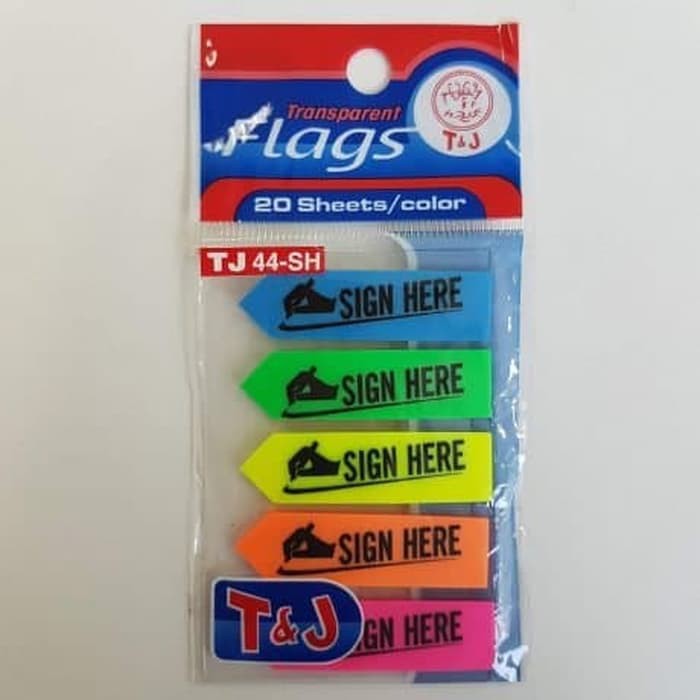 Transparent
Flags
T&J
20 Sheets/color
TJ 44-SH
SIGN HERE
SIGN HERE
SIGN HERE
SIGN HERE
T&J
GN HERE